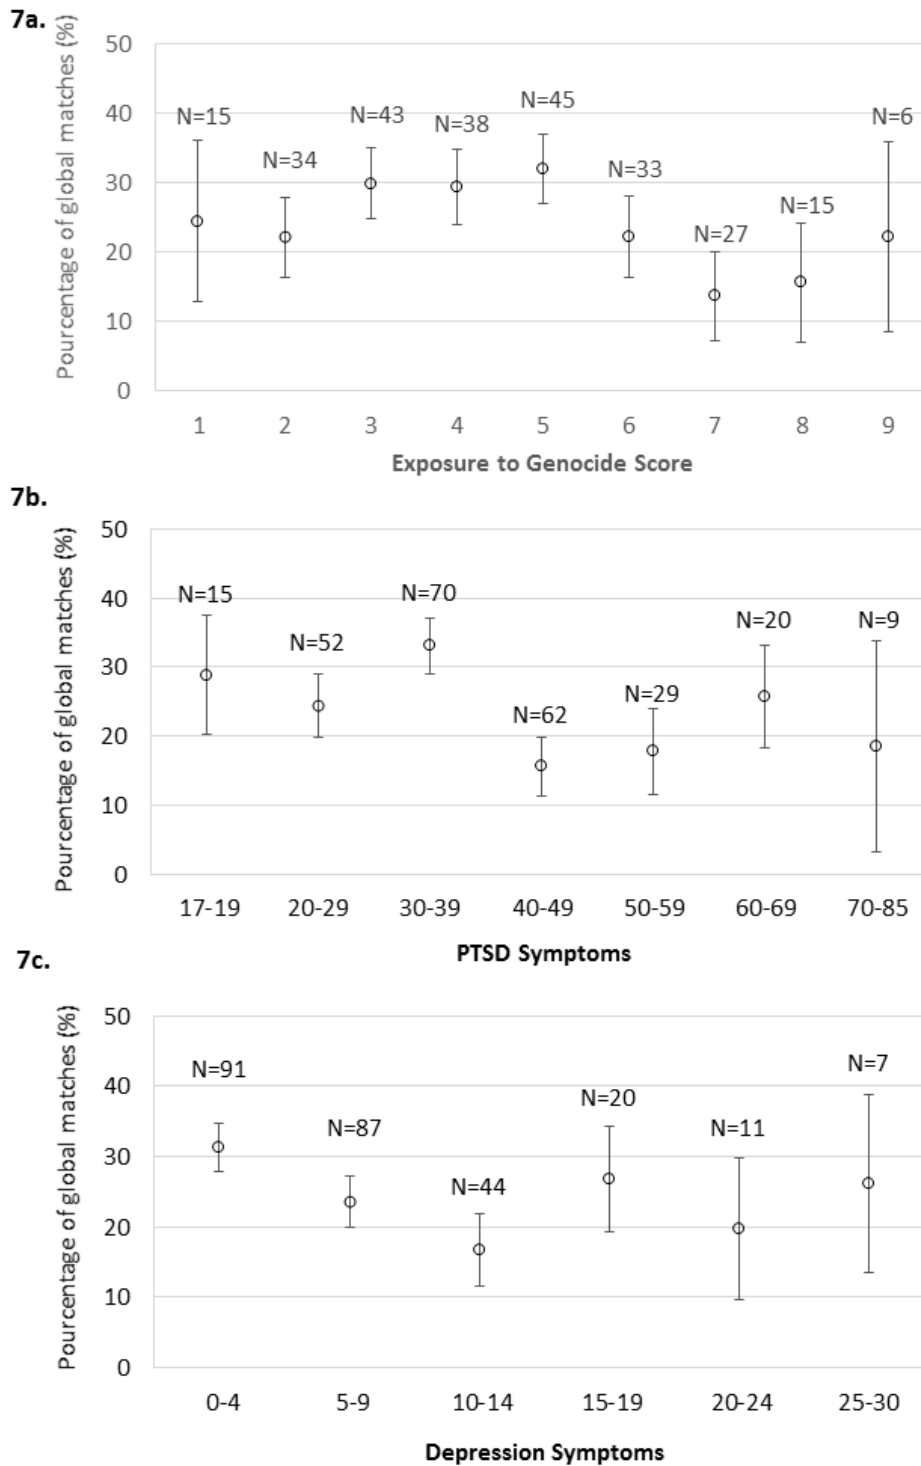 7a.
Pourcentage of global matches (%)
50
40
30
20
10
0
N=15
N=34
N=43
N=38
N=45
N=33
N=27
N=15
N=6
1 2 3 4 5 6 7 8 9
Exposure to Genocide Score
7b.
Pourcentage of global matches (%)
50
40
30
20
10
0
N=15
N=52
N=70
N=62
N=29
N=20
N=9
17-19 20-29 30-39 40-49 50-59 60-69 70-85
PTSD Symptoms
7c.
Pourcentage of global matches (%)
50
40
30
20
10
0
N=91
N=87
N=44
N=20
N=11
N=7
0-4 5-9 10-14 15-19 20-24 25-30
Depression Symptoms